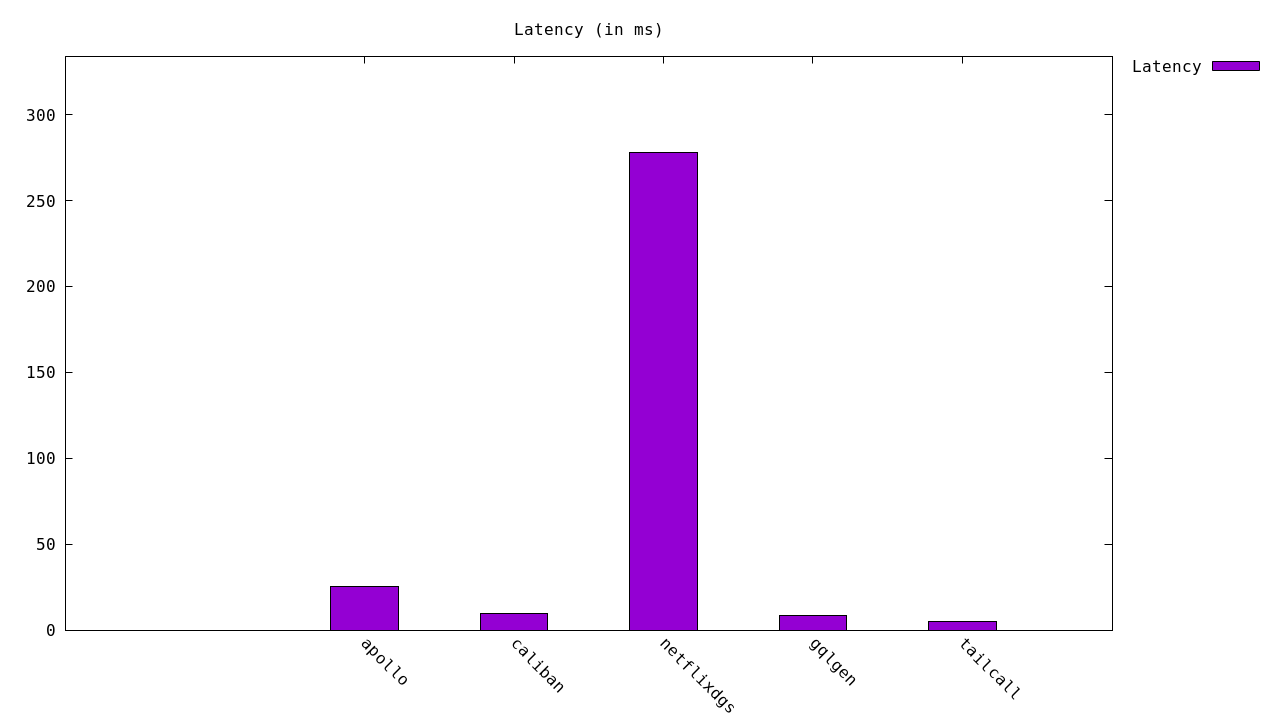 Latency (in ms)
Latency
300
250
200
150
100
50
0
apollo
caliban
netflixdgs
gqlgen
tailcall